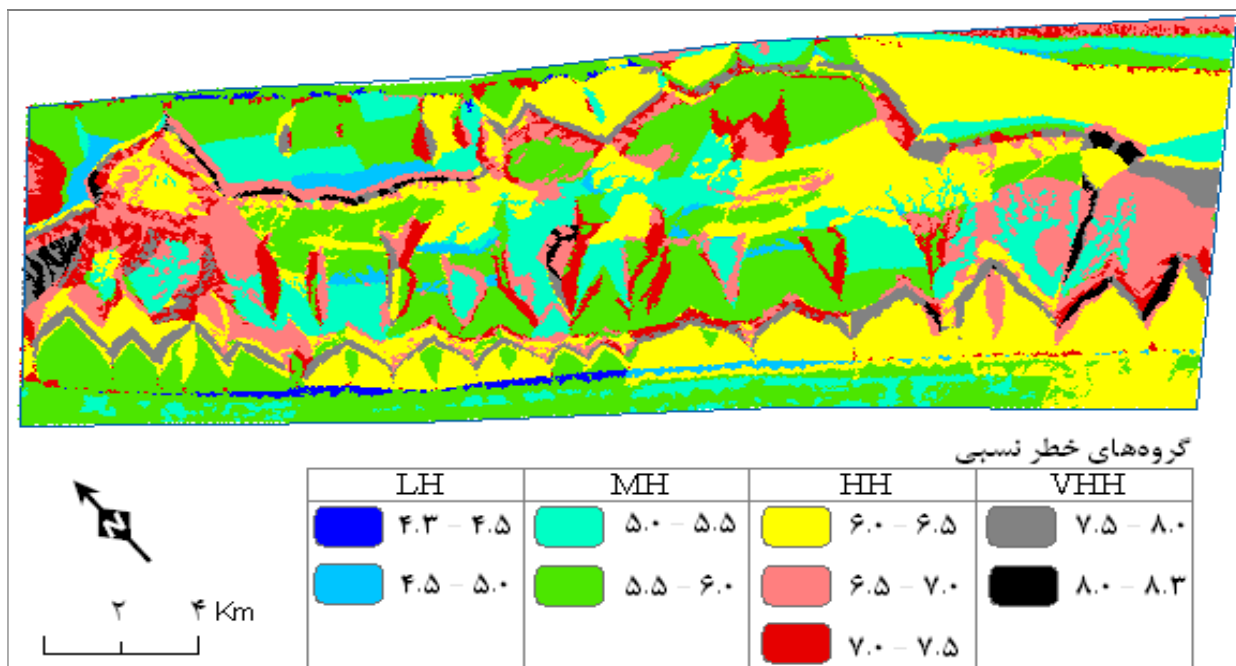 گروه‌های خطر نسبی
LH MH HH VHH
۴.۳ – ۴.۵ ۵.۰ – ۵.۵ ۶.۰ – ۶.۵ ۷.۵ – ۸.۰
۴.۵ – ۵.۰ ۵.۵ – ۶.۰ ۶.۵ – ۷.۰ ۸.۰ – ۸.۳
۷.۰ – ۷.۵
N
۲ ۴ Km